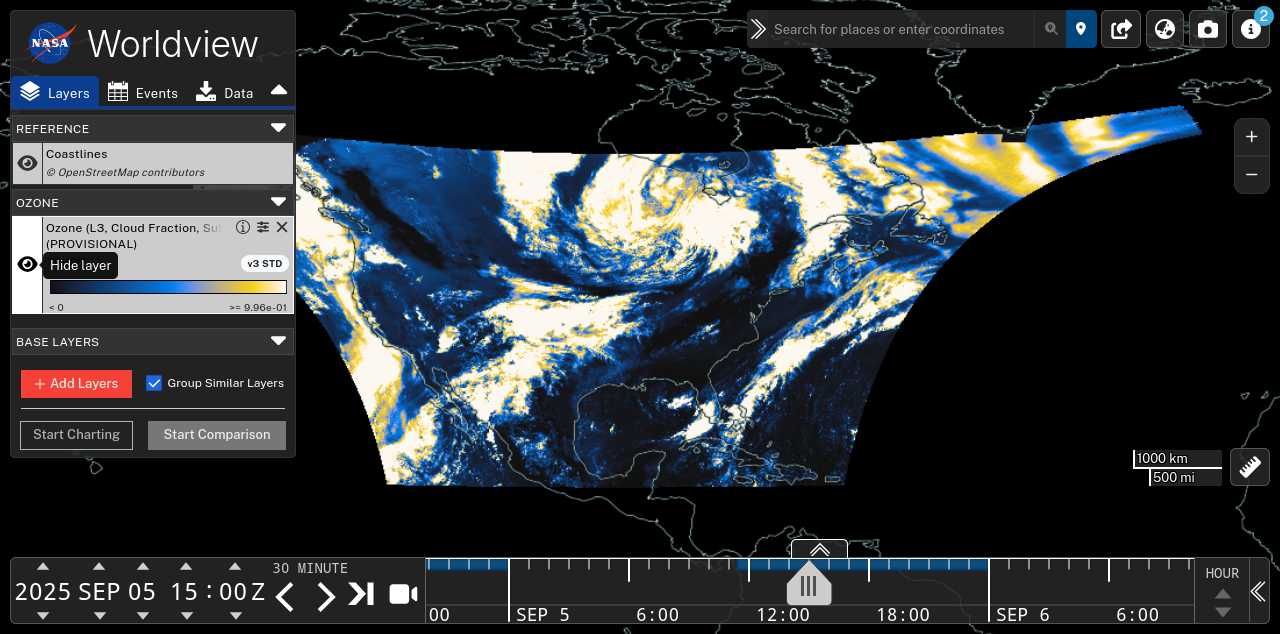 NASA Worldview
Search for places or enter coordinates
2
Layers
Events
Data
REFERENCE
Coastlines
© OpenStreetMap contributors
OZONE
Ozone (L3, Cloud Fraction, Su
(PROVISIONAL)
Hide layer
v3 STD
< 0
>= 9.96e-01
BASE LAYERS
+ Add Layers
Group Similar Layers
Start Charting
Start Comparison
+
−
1000 km
500 mi
2025 SEP 05 15 : 00 Z
30 MINUTE
00
SEP 5
6:00
12:00
18:00
SEP 6
6:00
HOUR